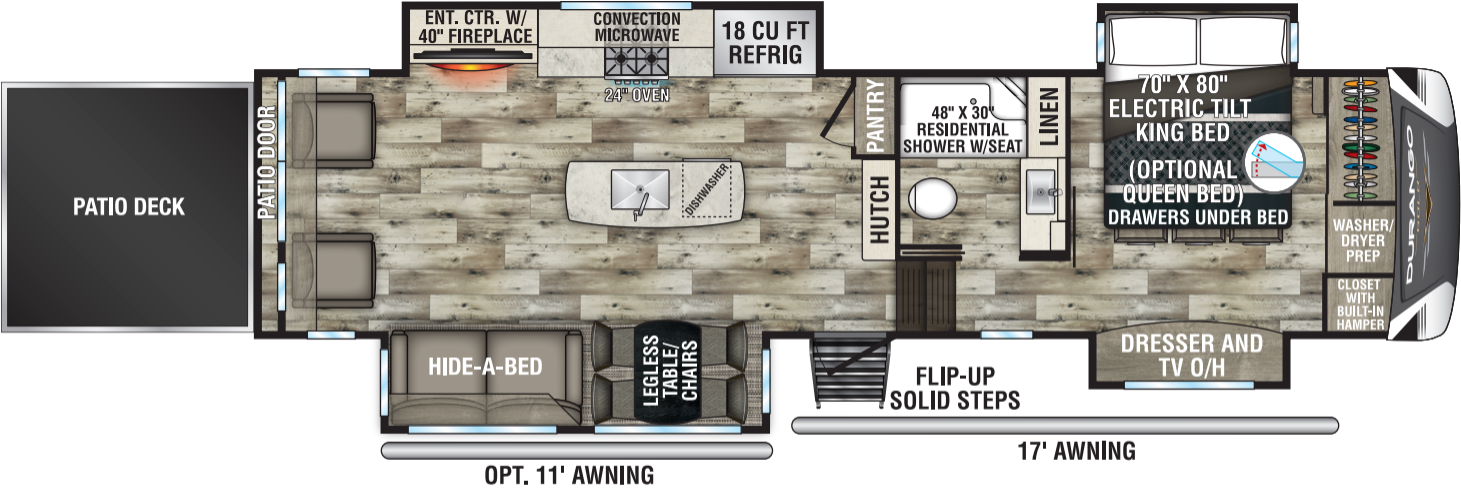 ENT. CTR. W/
40" FIREPLACE
CONVECTION
MICROWAVE
18 CU FT
REFRIG
24" OVEN
PATIO DECK
PATIO DOOR
PANTRY
48" X 30"
RESIDENTIAL
SHOWER W/SEAT
LINEN
70" X 80"
ELECTRIC TILT
KING BED
(OPTIONAL
QUEEN BED)
DRAWERS UNDER BED
DISHWASHER
HUTCH
WASHER/
DRYER
PREP
CLOSET
WITH
BUILT-IN
HAMPER
DURANGO
HIDE-A-BED
LEGLESS
TABLE/
CHAIRS
DRESSER AND
TV O/H
FLIP-UP
SOLID STEPS
17' AWNING
OPT. 11' AWNING